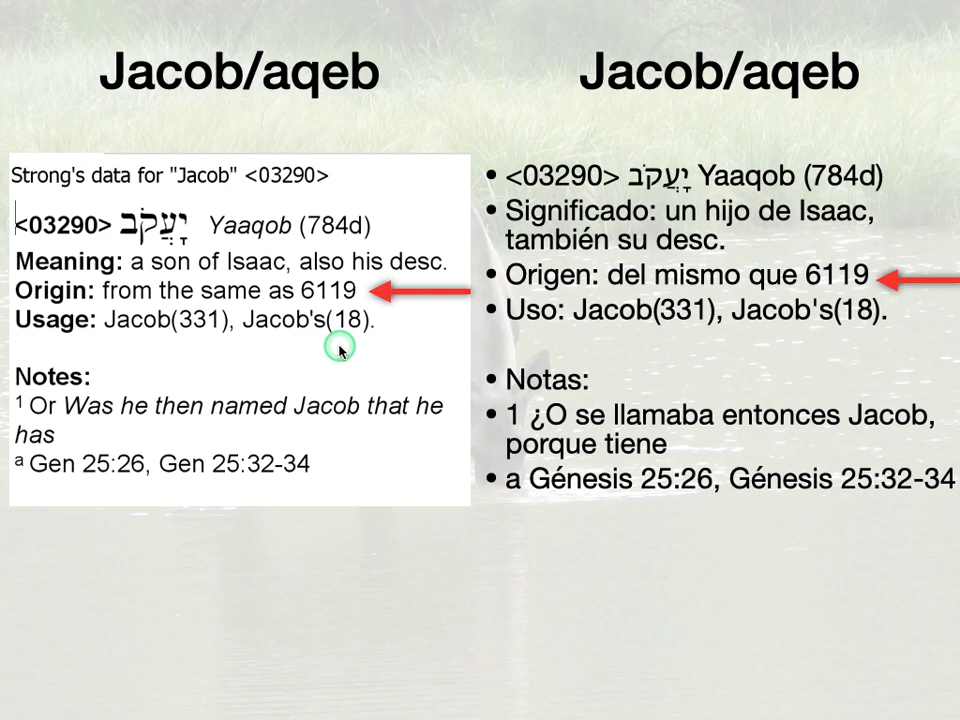 Jacob/aqeb
Strong's data for "Jacob" <03290>
<03290> יָֽעֲקֹב Yaaqob (784d)
Meaning: a son of Isaac, also his desc.
Origin: from the same as 6119
Usage: Jacob(331), Jacob's(18).
Notes:
1 Or Was he then named Jacob that he
has
a Gen 25:26, Gen 25:32-34
Jacob/aqeb
• <03290> יָֽעֲקֹב Yaaqob (784d)
• Significado: un hijo de Isaac,
también su desc.
• Origen: del mismo que 6119
• Uso: Jacob(331), Jacob's(18).
• Notas:
• 1 ¿O se llamaba entonces Jacob,
porque tiene
• a Génesis 25:26, Génesis 25:32-34